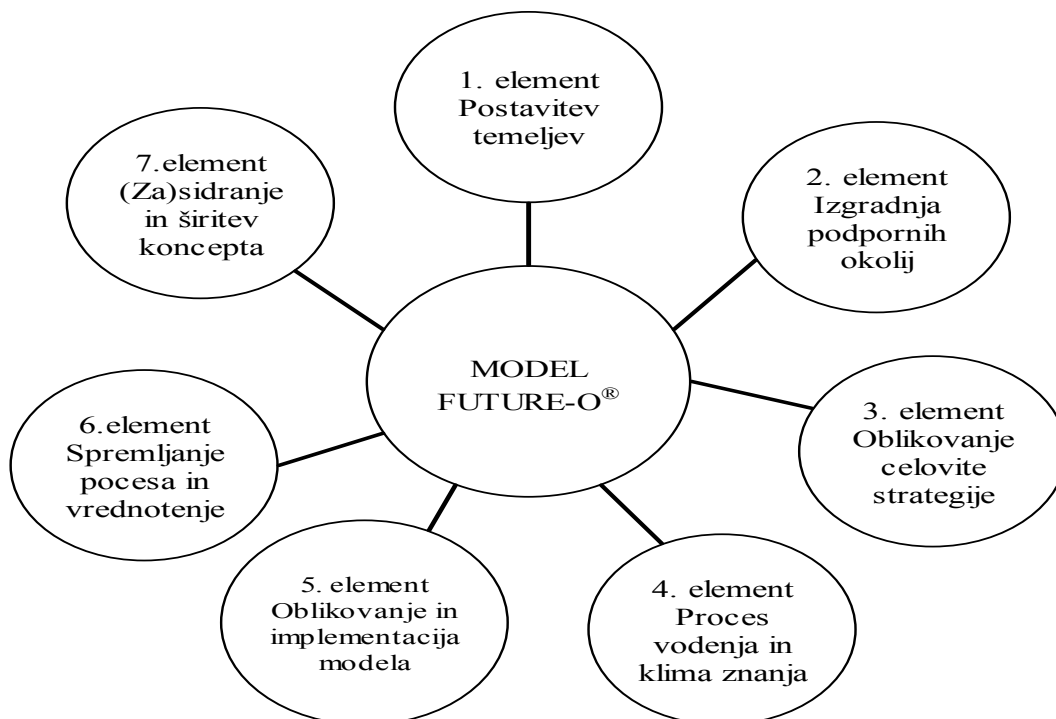 1. element
Postavitev
temeljev
2. element
Izgradnja
podpornih
okolij
3. element
Oblikovanje
celovite
strategije
4. element
Proces
vodenja in
klima znanja
5. element
Oblikovanje in
implementacija
modela
6.element
Spremljanje
pocesa in
vrednotenje
7.element
(Za)sidranje
in širitev
koncepta
MODEL
FUTURE-O®